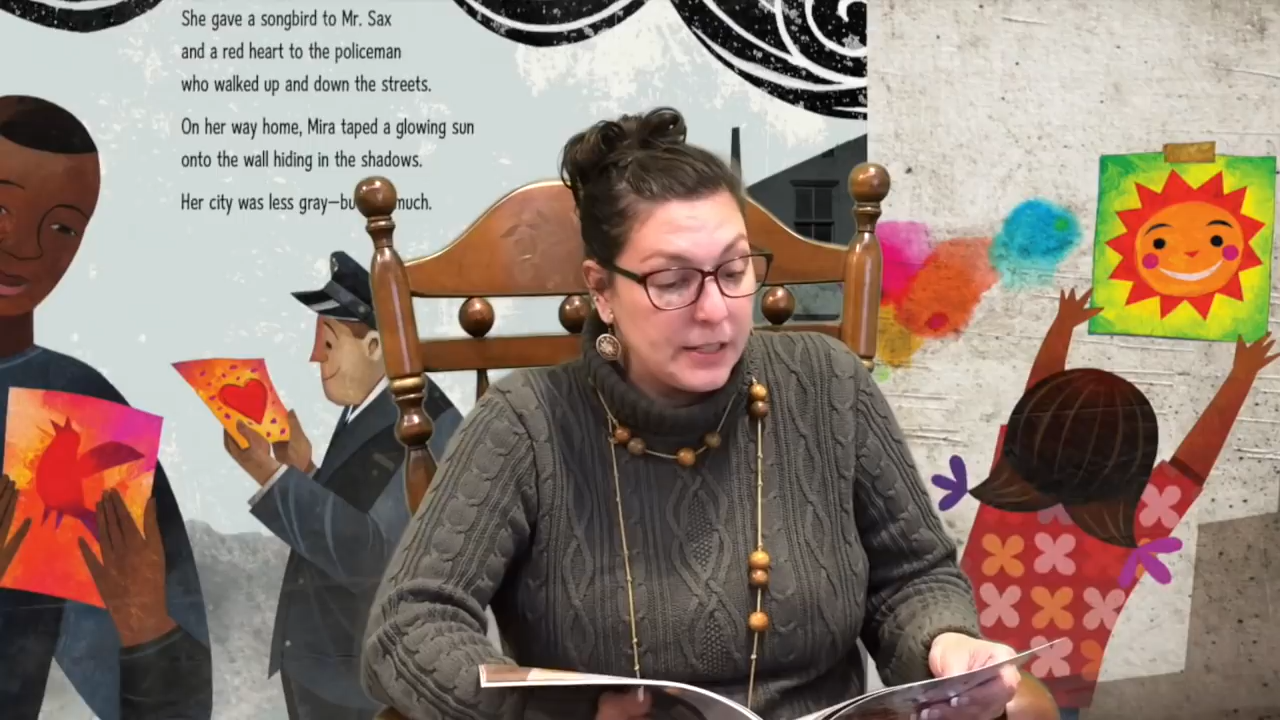 She gave a songbird to Mr. Sax
and a red heart to the policeman
who walked up and down the streets.
On her way home, Mira taped a glowing sun
onto the wall hiding in the shadows.
Her city was less gray—but much.